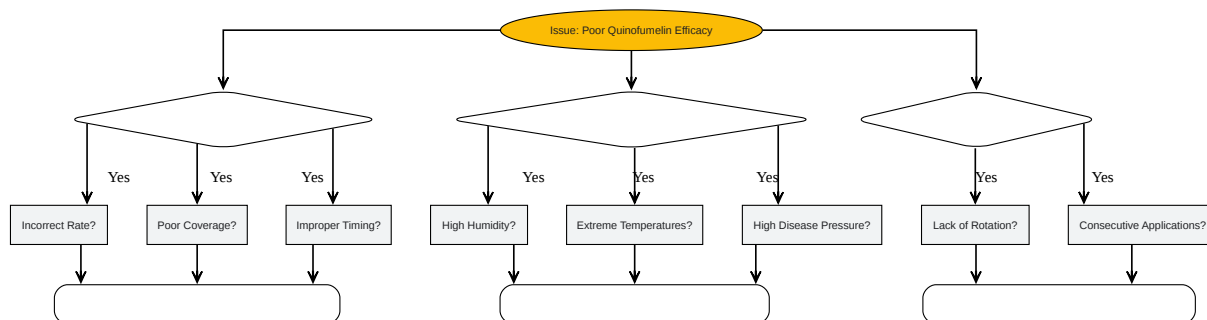 Issue: Poor Quinofumelin Efficacy
Yes Yes Yes Yes Yes Yes Yes Yes
Incorrect Rate? Poor Coverage? Improper Timing? High Humidity? Extreme Temperatures? High Disease Pressure? Lack of Rotation? Consecutive Applications?